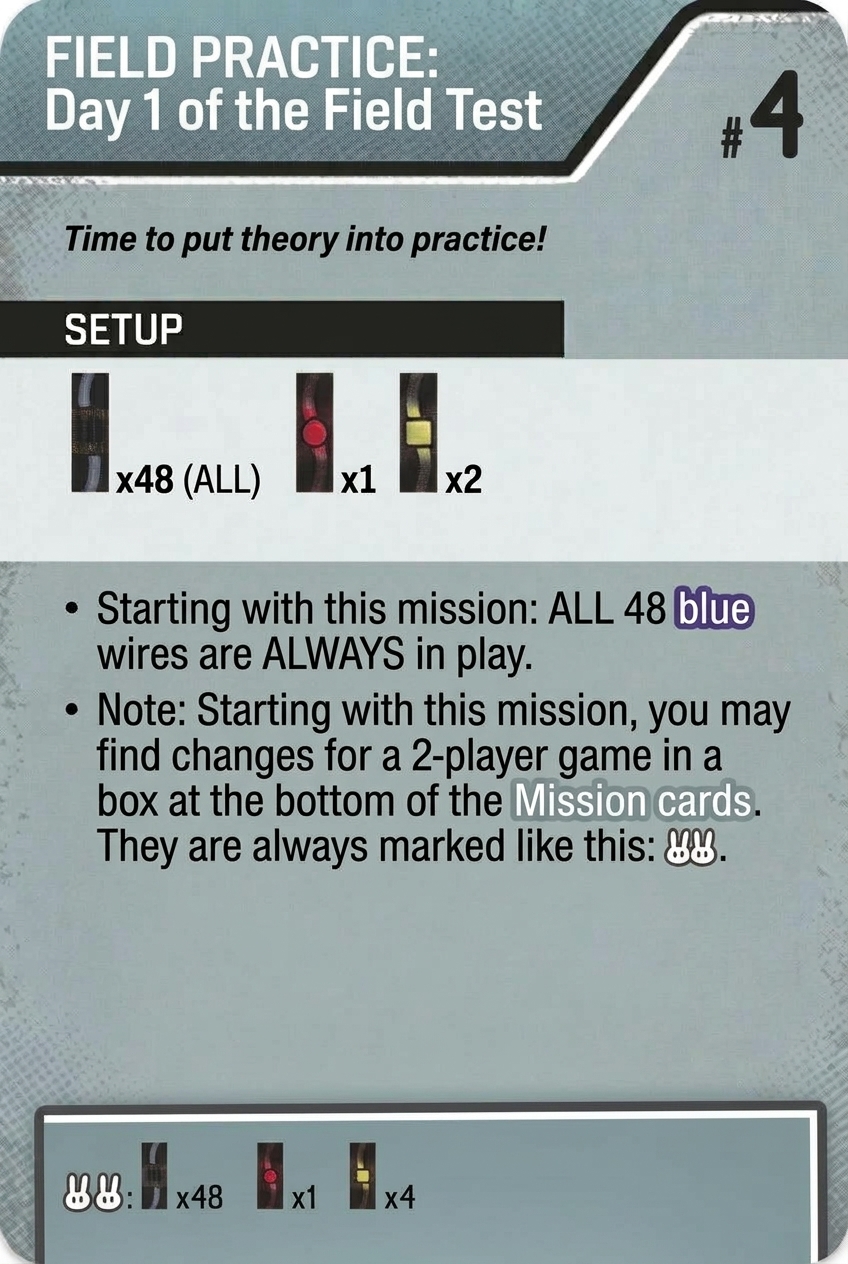 FIELD PRACTICE:
Day 1 of the Field Test
#4
Time to put theory into practice!
SETUP
x48 (ALL) x1 x2
• Starting with this mission: ALL 48 blue
wires are ALWAYS in play.
• Note: Starting with this mission, you may
find changes for a 2-player game in a
box at the bottom of the Mission cards.
They are always marked like this: .
: x48 x1 x4